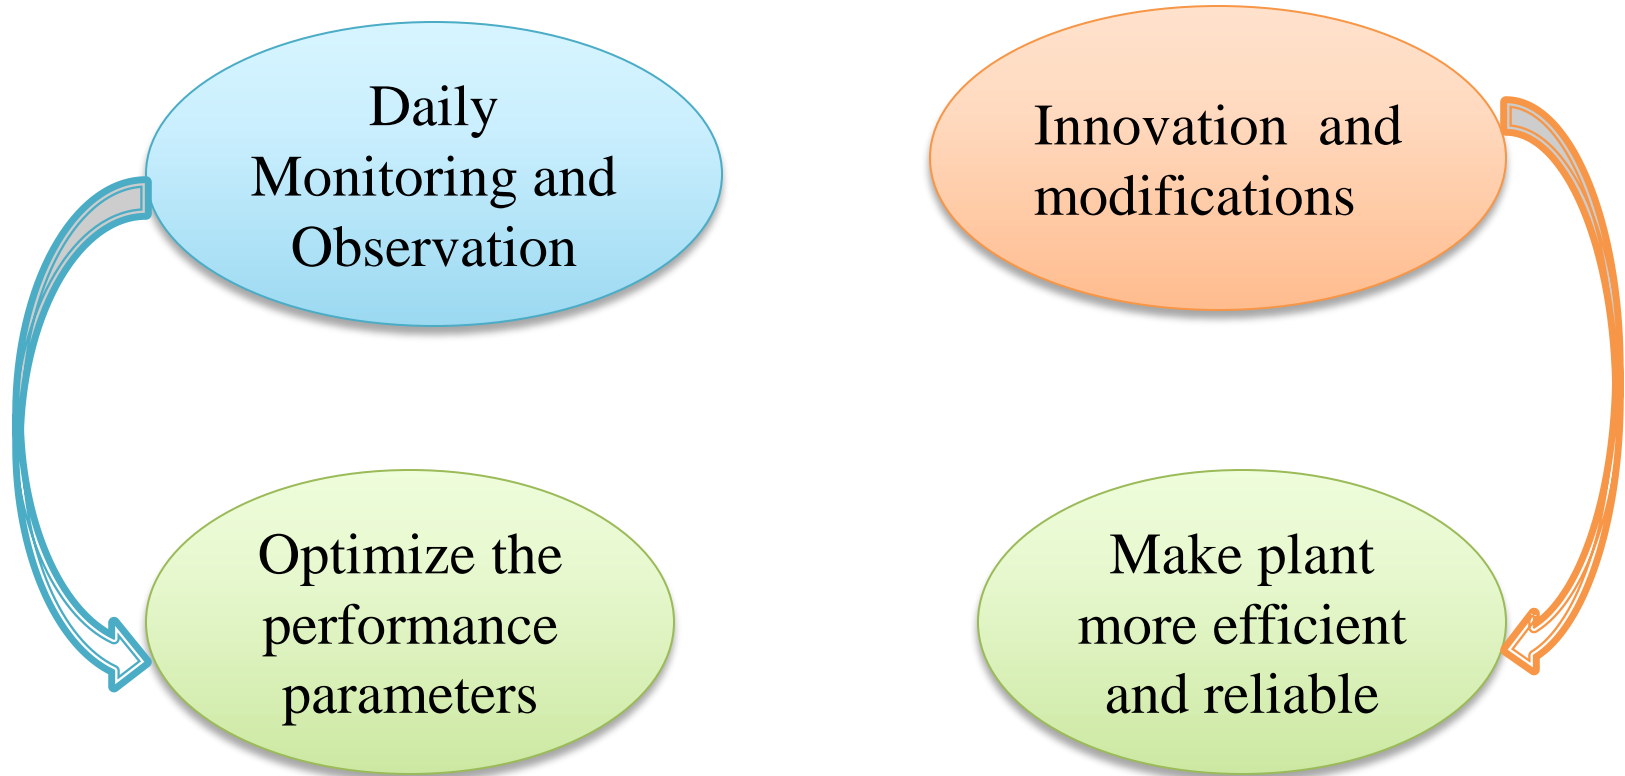 Daily
Monitoring and
Observation
Innovation  and
modifications
Optimize the
performance
parameters
Make plant
more efficient
and reliable